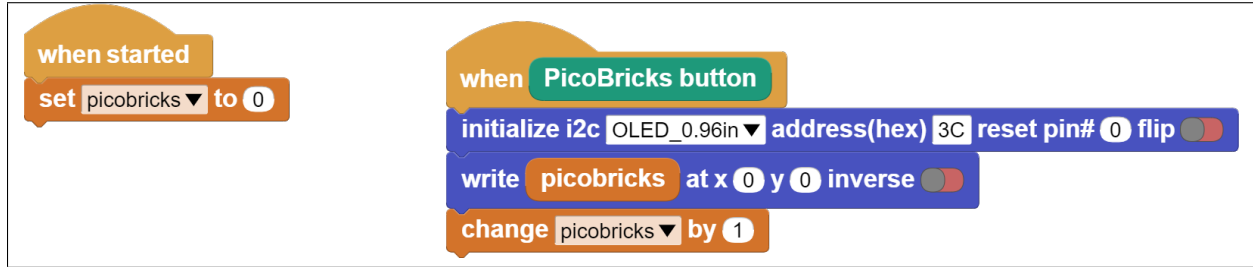 when started
set picobricks to 0
when PicoBricks button
initialize i2c OLED_0.96in address(hex) 3C reset pin# 0 flip
write picobricks at x 0 y 0 inverse
change picobricks by 1